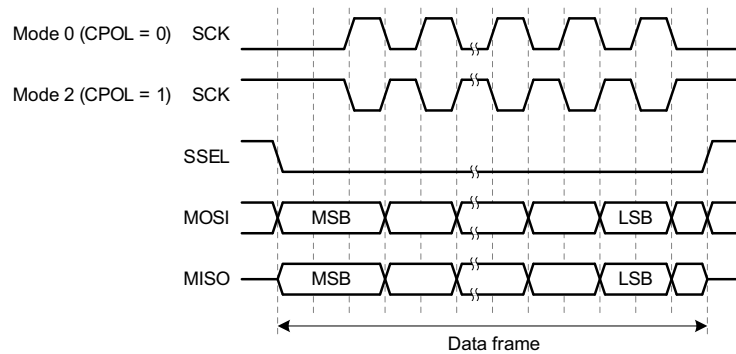 Mode 0 (CPOL = 0) SCK
Mode 2 (CPOL = 1) SCK
SSEL
MOSI MSB LSB
MISO MSB LSB
Data frame